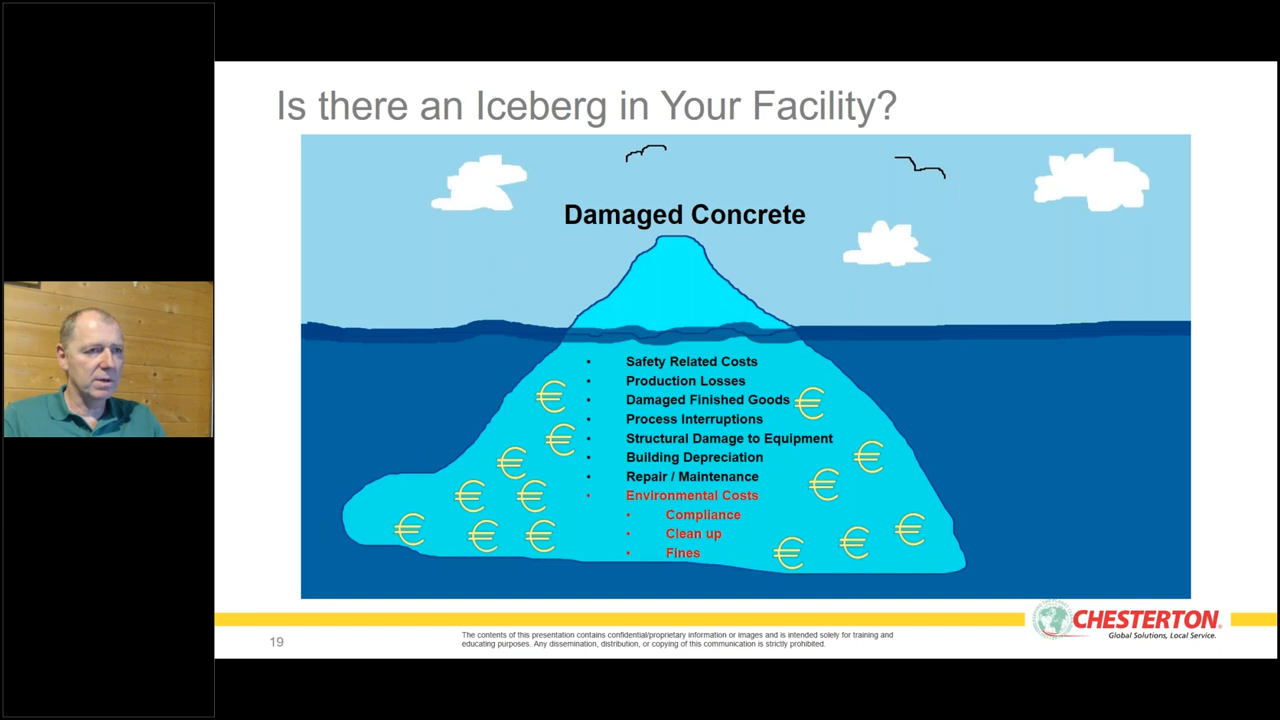 Is there an Iceberg in Your Facility?
Damaged Concrete
• Safety Related Costs
• Production Losses
• Damaged Finished Goods
• Process Interruptions
• Structural Damage to Equipment
• Building Depreciation
• Repair / Maintenance
• Environmental Costs
• Compliance
• Clean up
• Fines
€ € € € € € € € € € € € € € €
19
The contents of this presentation contains confidential/proprietary information or images and is intended solely for training and
educating purposes. Any dissemination, distribution, or copying of this communication is strictly prohibited.
CHESTERTON®
Global Solutions, Local Service.